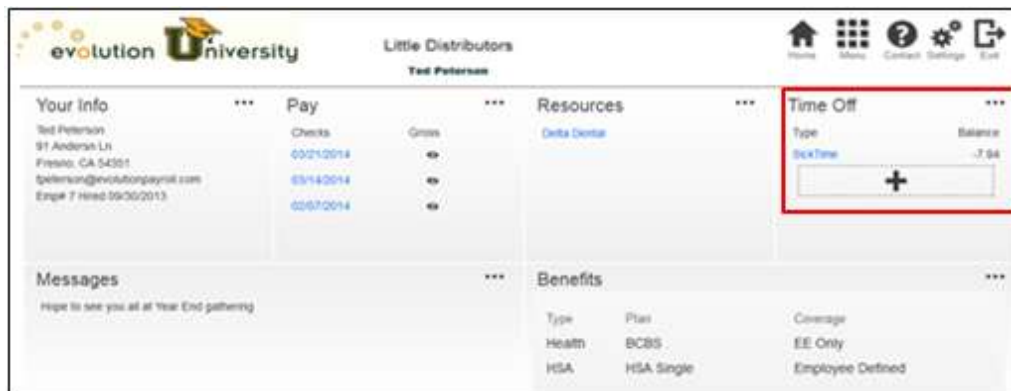 evolution University
Little Distributors
Ted Peterson
Home Menu Contact Settings Exit
Your Info
Ted Peterson
91 Andersn Ln
Fresno, CA 54351
tpeterson@evolutionpayroll.com
Emp# 7 Hired 09/30/2013
Pay
Checks Gross
03/21/2014
03/14/2014
02/07/2014
Resources
Delta Dental
Time Off
Type Balance
SickTime -7.94
Messages
Hope to see you all at Year End gathering
Benefits
Type Plan Coverage
Health BCBS EE Only
HSA HSA Single Employee Defined